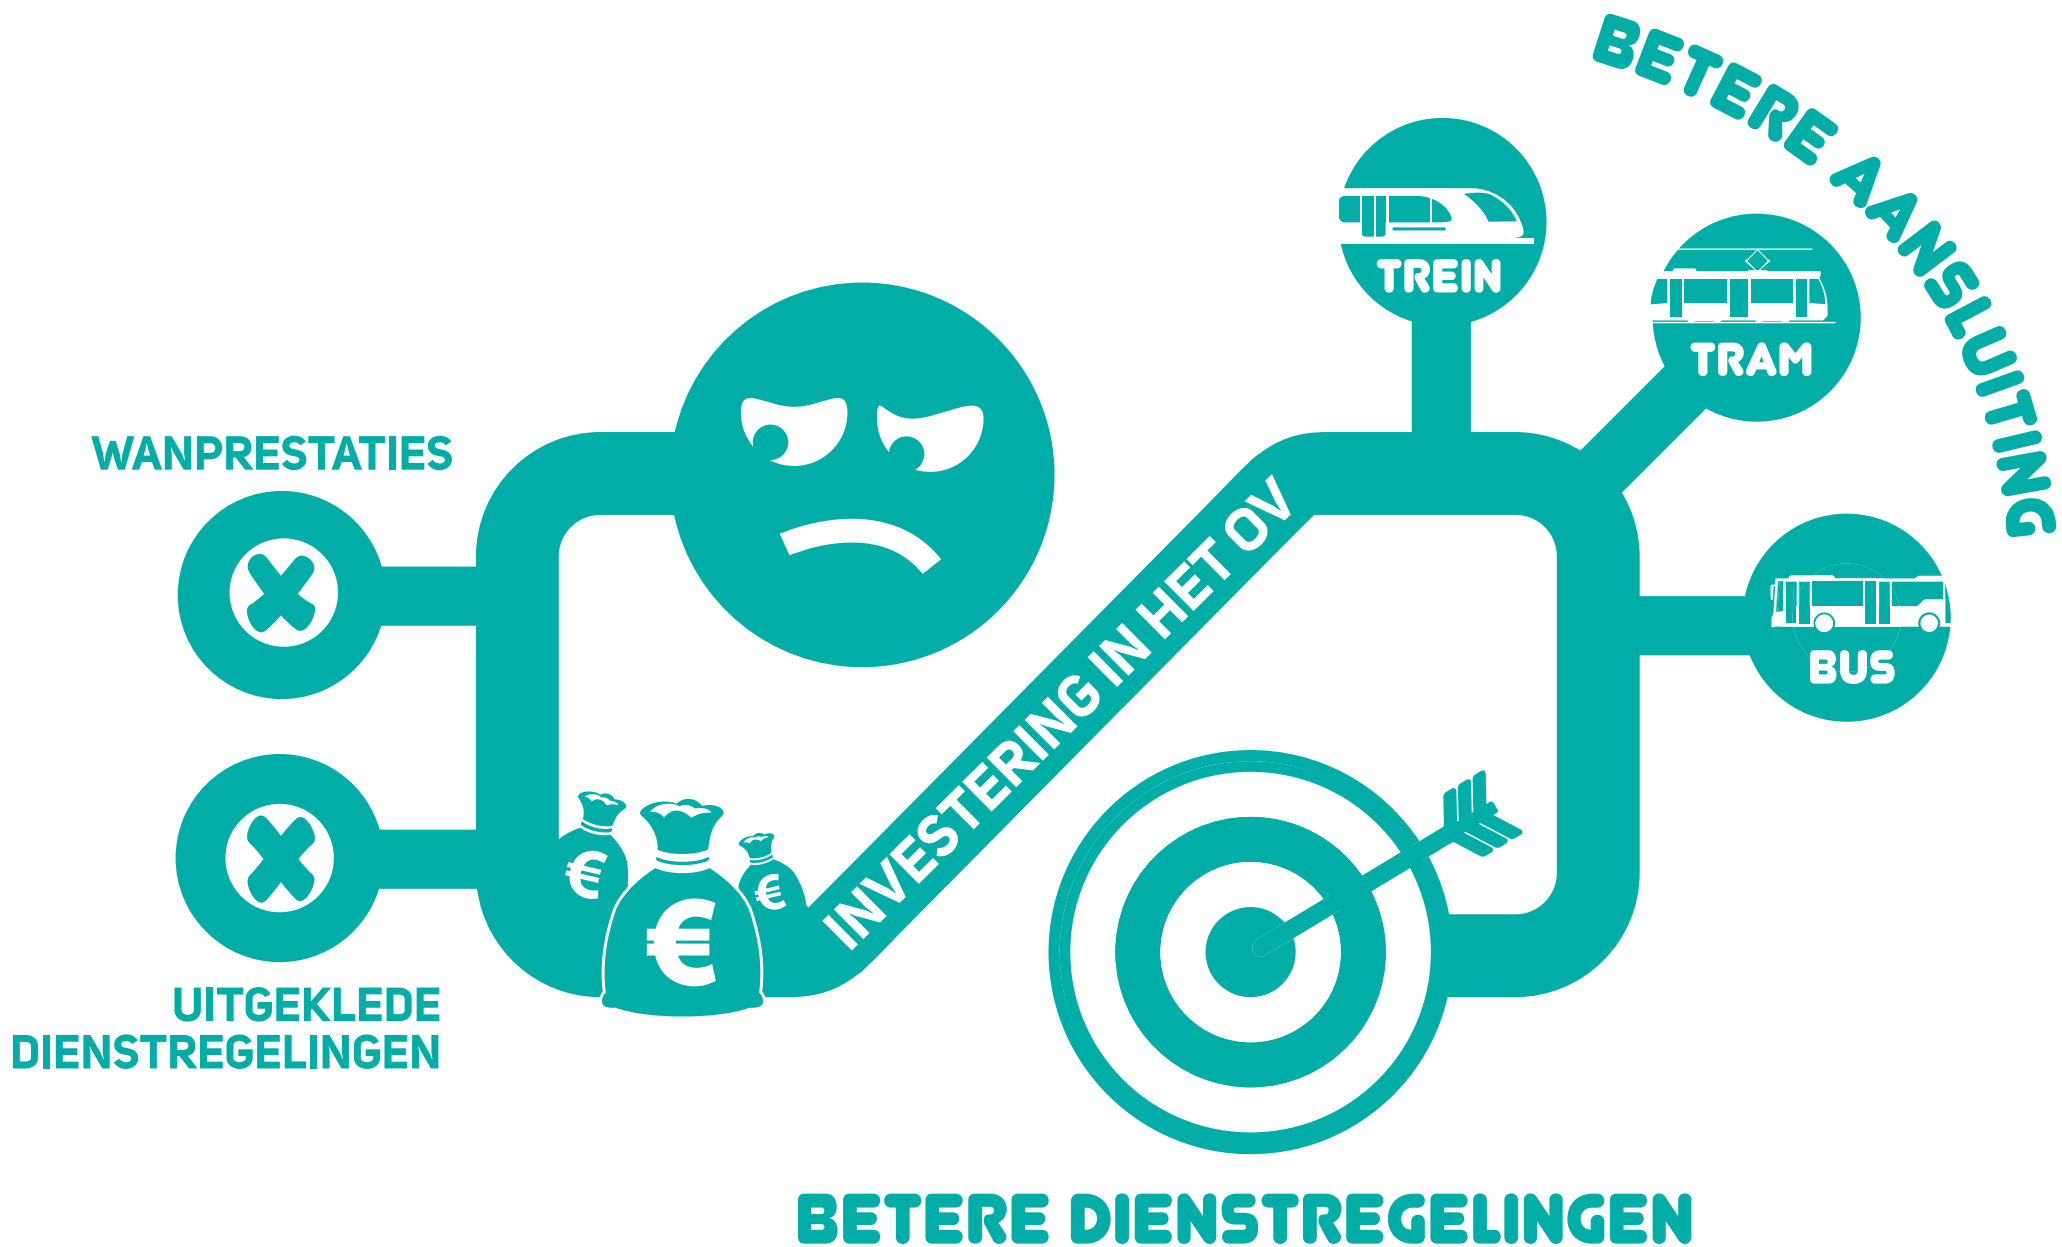 WANPRESTATIES
UITGEKLEDE
DIENSTREGELINGEN
€
€
€
INVESTERING IN HET OV
TREIN
TRAM
BUS
BETERE AANSLUITING
BETERE DIENSTREGELINGEN